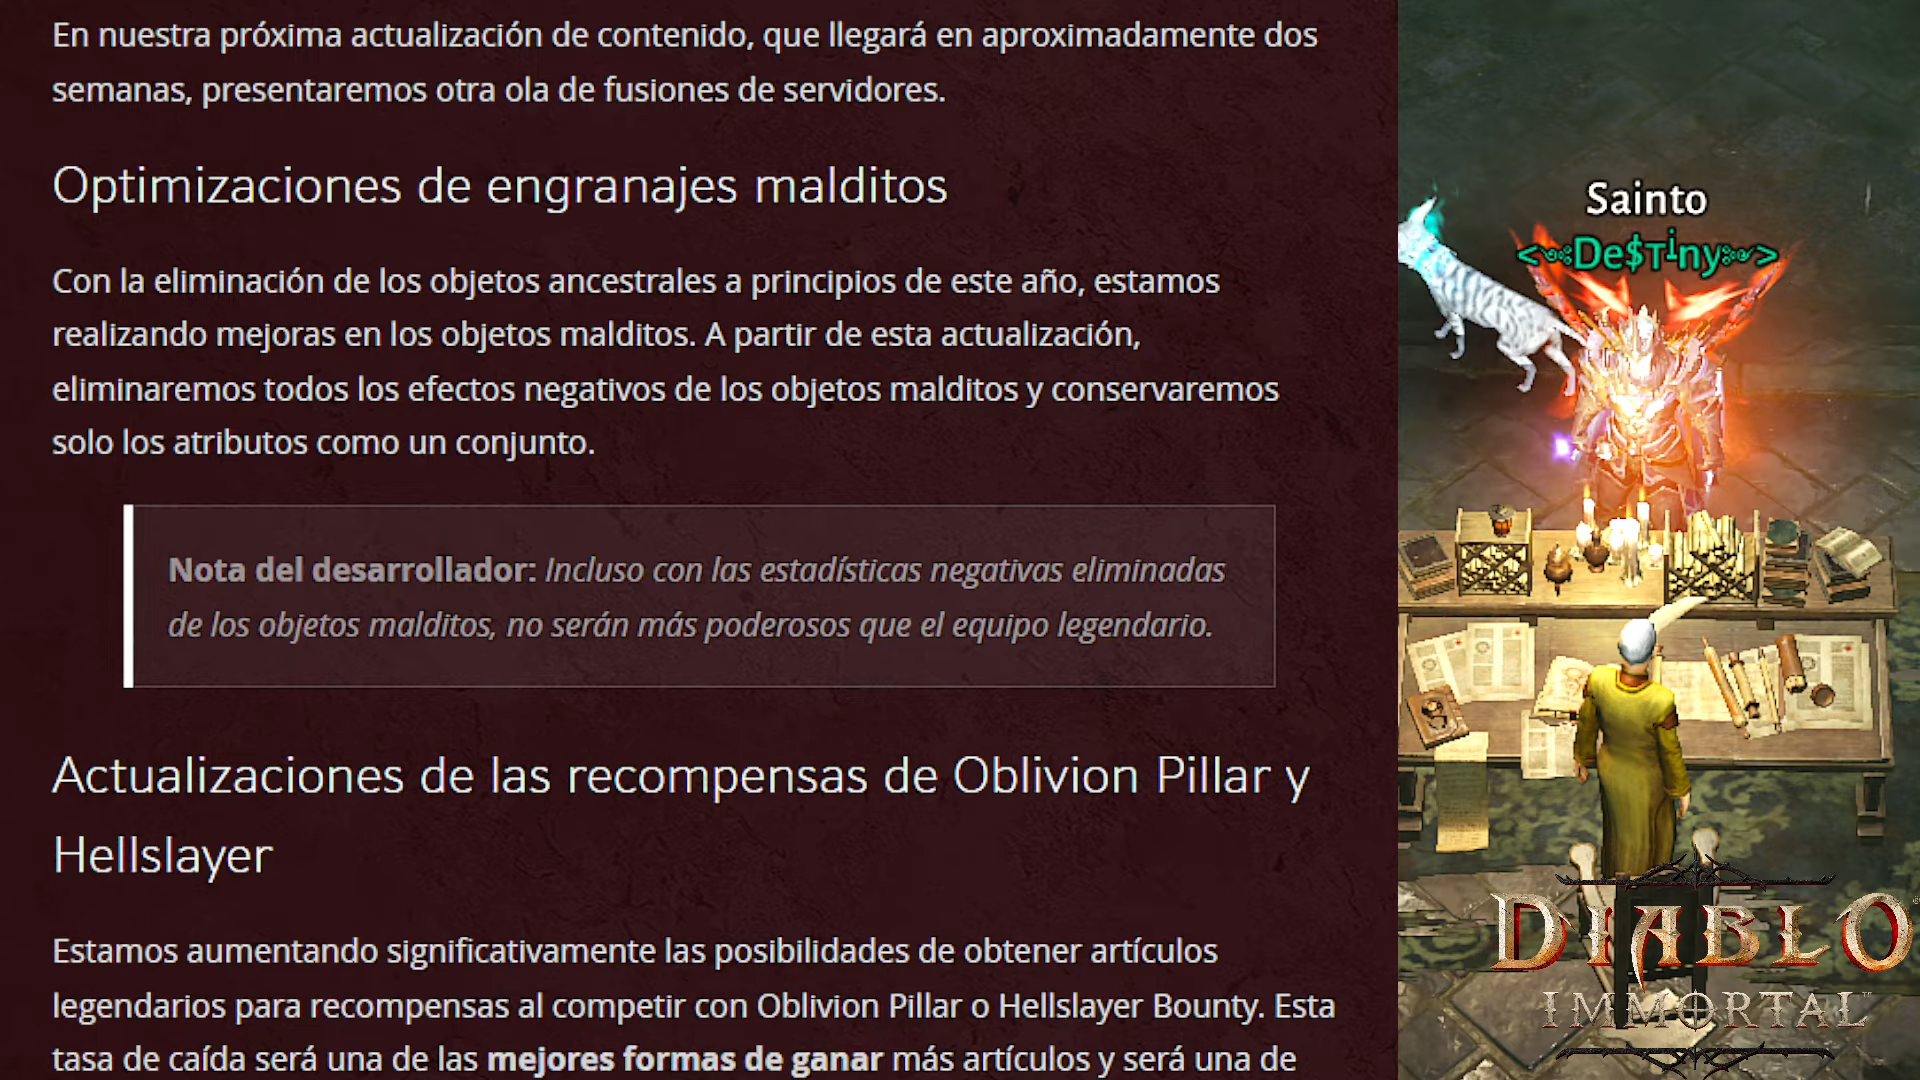 En nuestra próxima actualización de contenido, que llegará en aproximadamente dos
semanas, presentaremos otra ola de fusiones de servidores.
Optimizaciones de engranajes malditos
Con la eliminación de los objetos ancestrales a principios de este año, estamos
realizando mejoras en los objetos malditos. A partir de esta actualización,
eliminaremos todos los efectos negativos de los objetos malditos y conservaremos
solo los atributos como un conjunto.
Nota del desarrollador: Incluso con las estadísticas negativas eliminadas
de los objetos malditos, no serán más poderosos que el equipo legendario.
Actualizaciones de las recompensas de Oblivion Pillar y
Hellslayer
Estamos aumentando significativamente las posibilidades de obtener artículos
legendarios para recompensas al competir con Oblivion Pillar o Hellslayer Bounty. Esta
tasa de caída será una de las mejores formas de ganar más artículos y será una de
Sainto
DIABLO
IMMORTAL